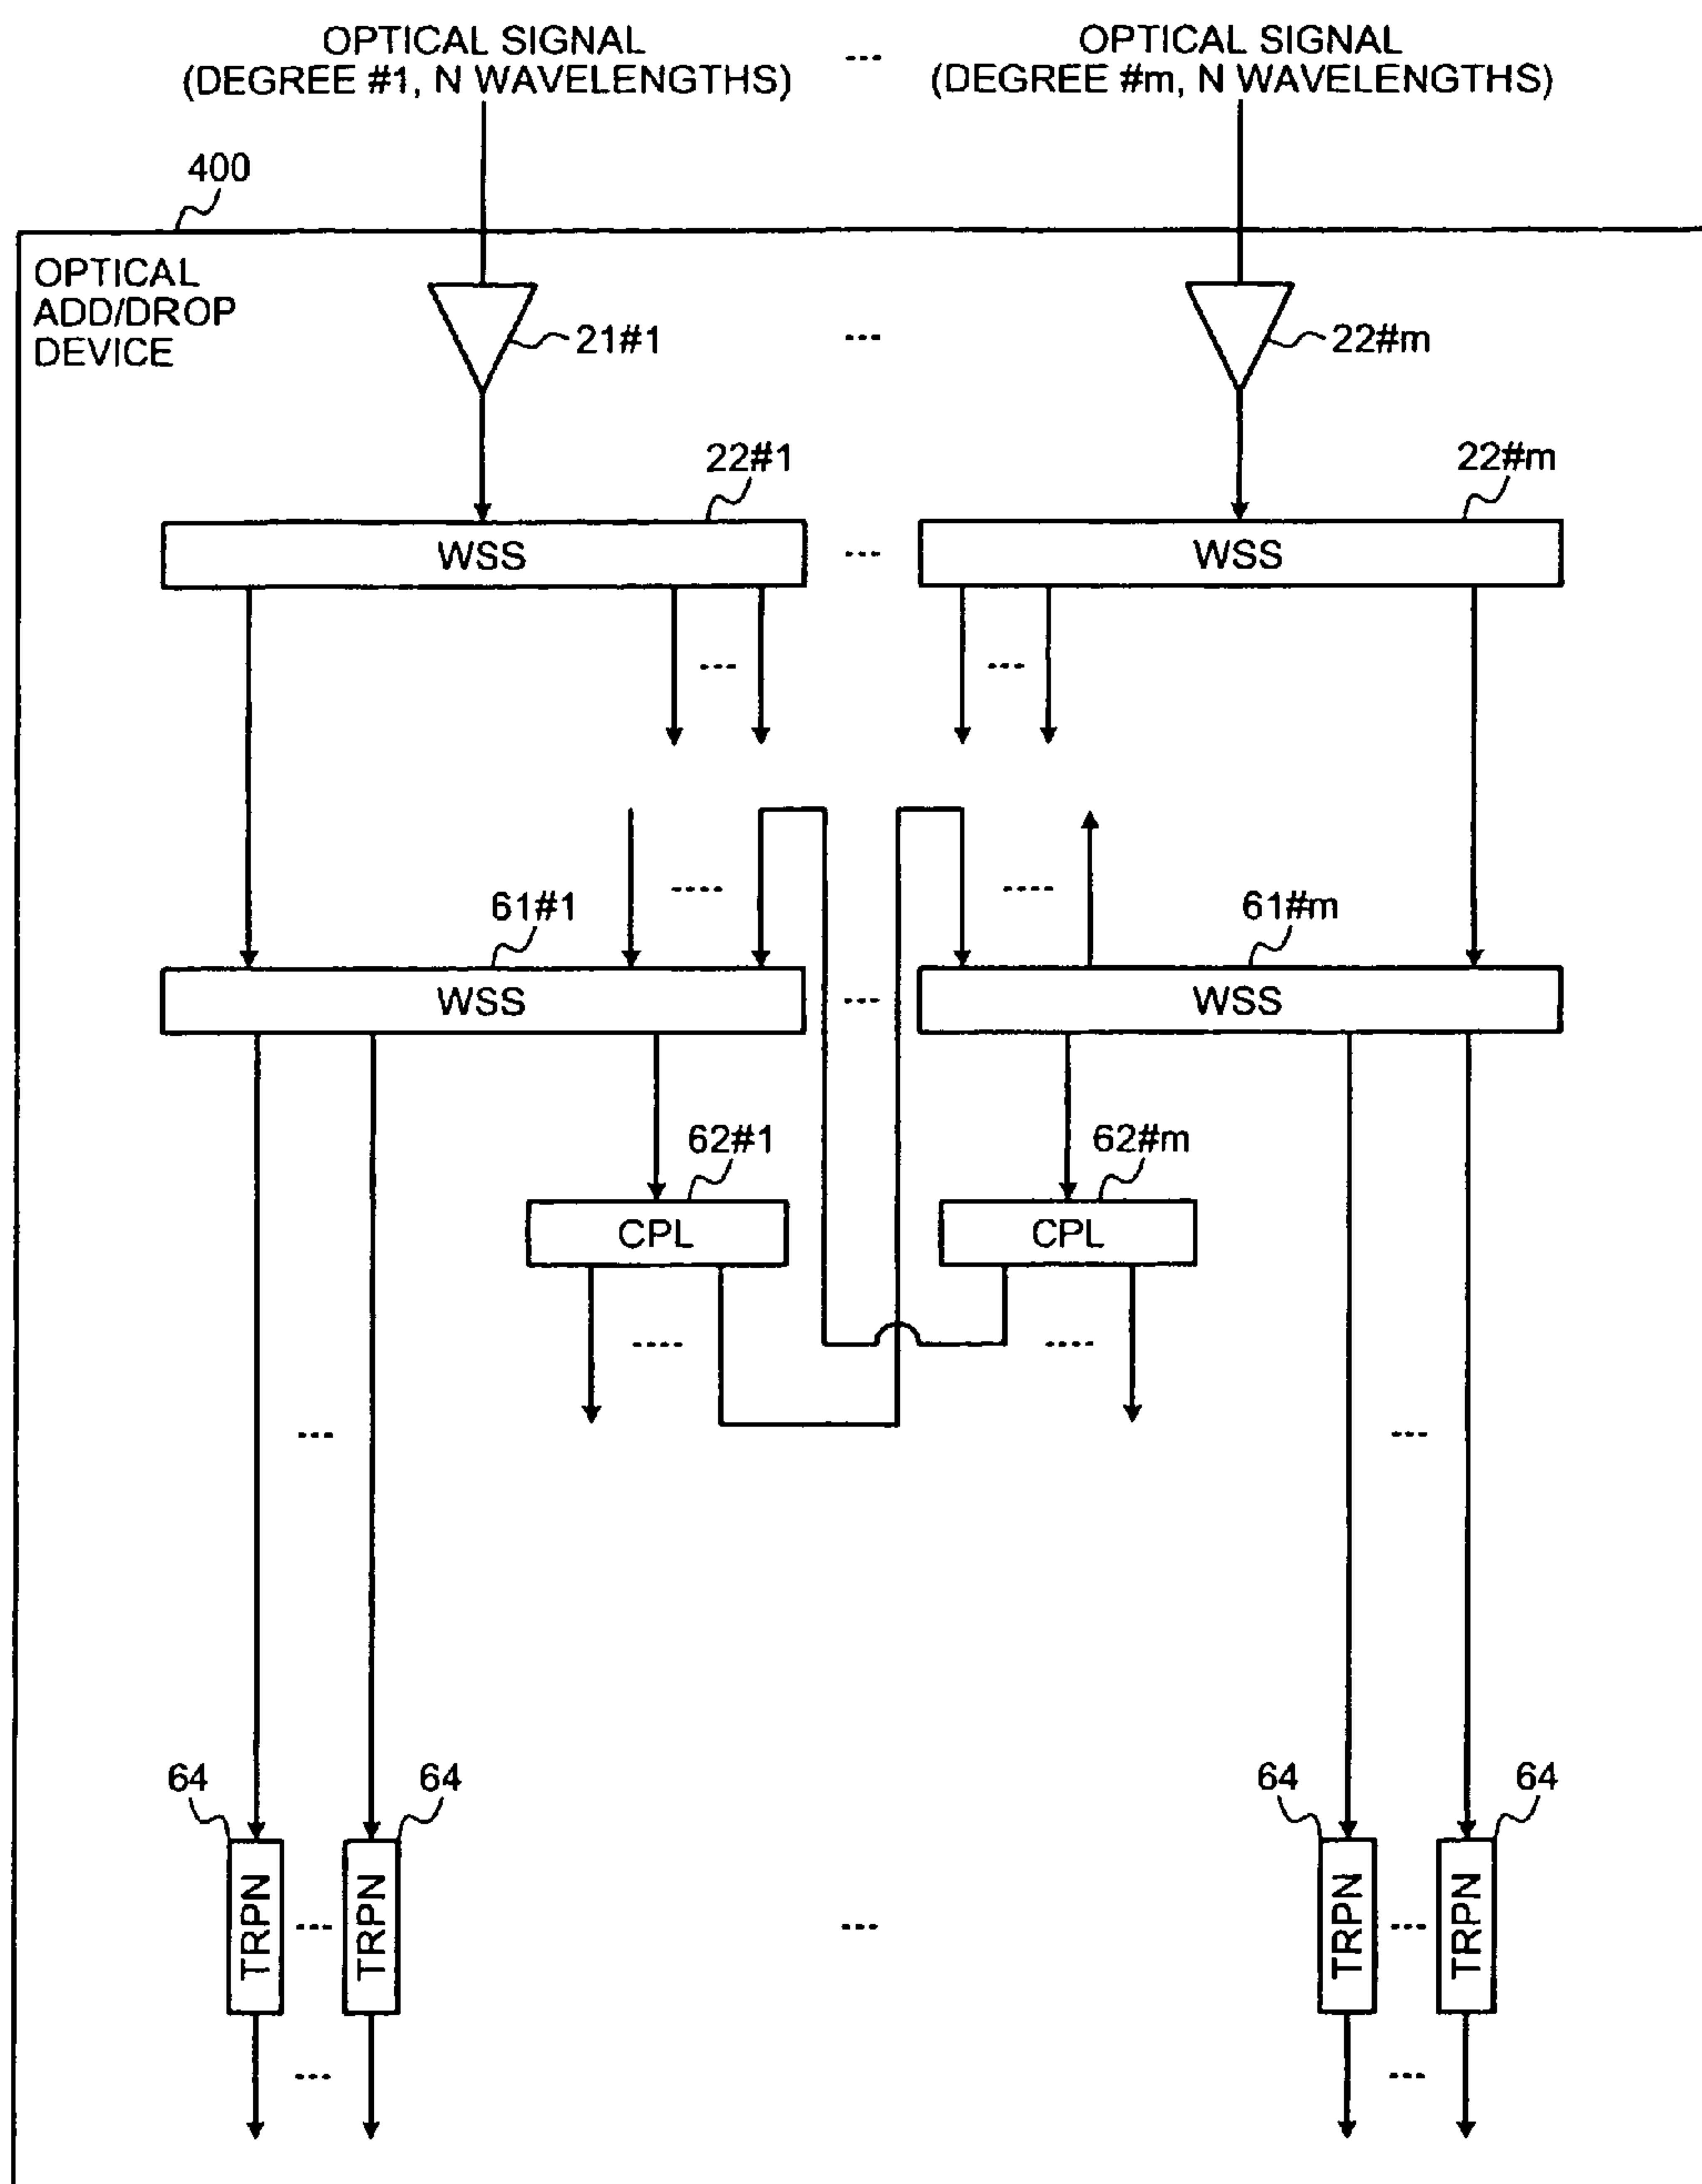 OPTICAL SIGNAL
(DEGREE #1, N WAVELENGTHS)
...
OPTICAL SIGNAL
(DEGREE #m, N WAVELENGTHS)
400
OPTICAL
ADD/DROP
DEVICE
21#1
...
22#m
22#1
22#m
WSS
...
WSS
...
...
....
....
61#1
61#m
WSS
...
WSS
62#1
62#m
CPL
CPL
....
....
...
...
64
64
64
64
TRPN
...
TRPN
...
TRPN
...
TRPN
...
...